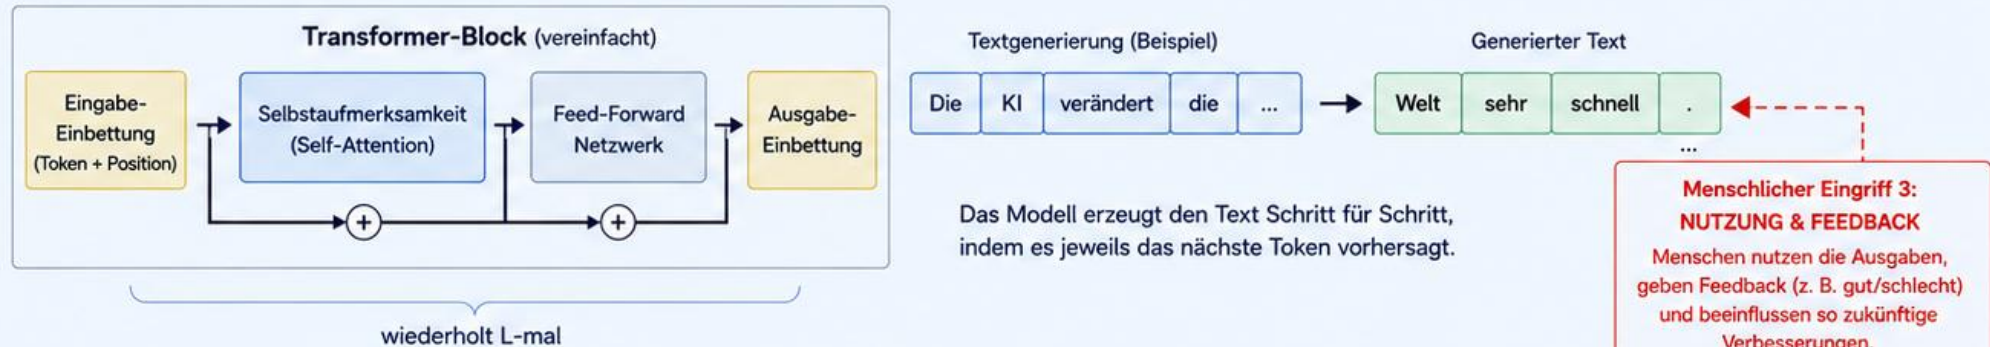 Transformer-Block (vereinfacht)
Eingabe-
Einbettung
(Token + Position)
Selbstaufmerksamkeit
(Self-Attention)
Feed-Forward
Netzwerk
Ausgabe-
Einbettung
+
+
wiederholt L-mal
Textgenerierung (Beispiel)
Die KI verändert die ...
Generierter Text
Welt sehr schnell .
...
Das Modell erzeugt den Text Schritt für Schritt,
indem es jeweils das nächste Token vorhersagt.
Menschlicher Eingriff 3:
NUTZUNG & FEEDBACK
Menschen nutzen die Ausgaben,
geben Feedback (z. B. gut/schlecht)
und beeinflussen so zukünftige
Verbesserungen.